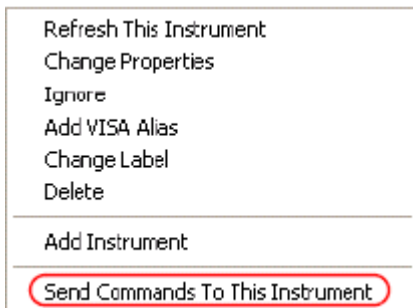 Refresh This Instrument
Change Properties
Ignore
Add VISA Alias
Change Label
Delete
Add Instrument
Send Commands To This Instrument